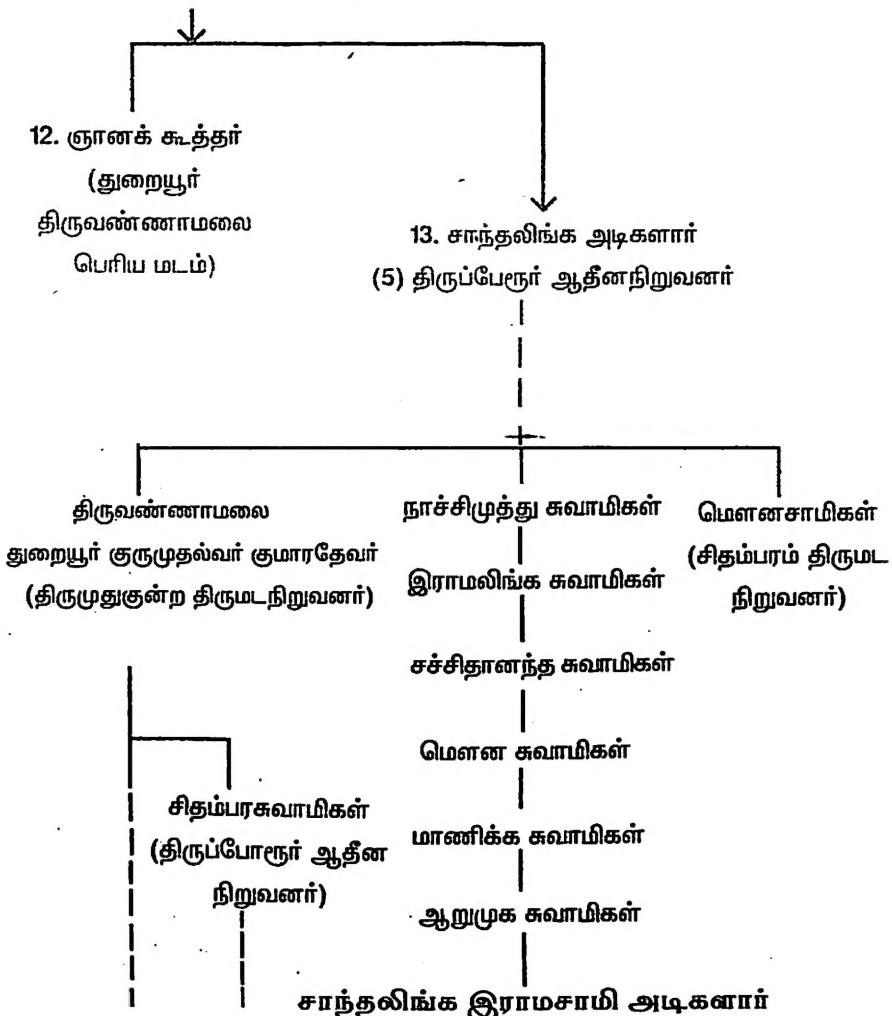 12. ஞானக் கூத்தர்
(துறையூர்
திருவண்ணாமலை
பெரிய மடம்)
13. சாந்தலிங்க அடிகளார்
(5) திருப்பேரூர் ஆதீனநிறுவனர்
திருவண்ணாமலை
துறையூர் குருமுதல்வர் குமாரதேவர்
(திருமுதுகுன்ற திருமடநிறுவனர்)
நாச்சிமுத்து சுவாமிகள்
இராமலிங்க சுவாமிகள்
சச்சிதானந்த சுவாமிகள்
மௌன சுவாமிகள்
மாணிக்க சுவாமிகள்
ஆறுமுக சுவாமிகள்
மௌனசாமிகள்
(சிதம்பரம் திருமட
நிறுவனர்)
சிதம்பரசுவாமிகள்
(திருப்போரூர் ஆதீன
நிறுவனர்)
சாந்தலிங்க இராமசாமி அடிகளார்